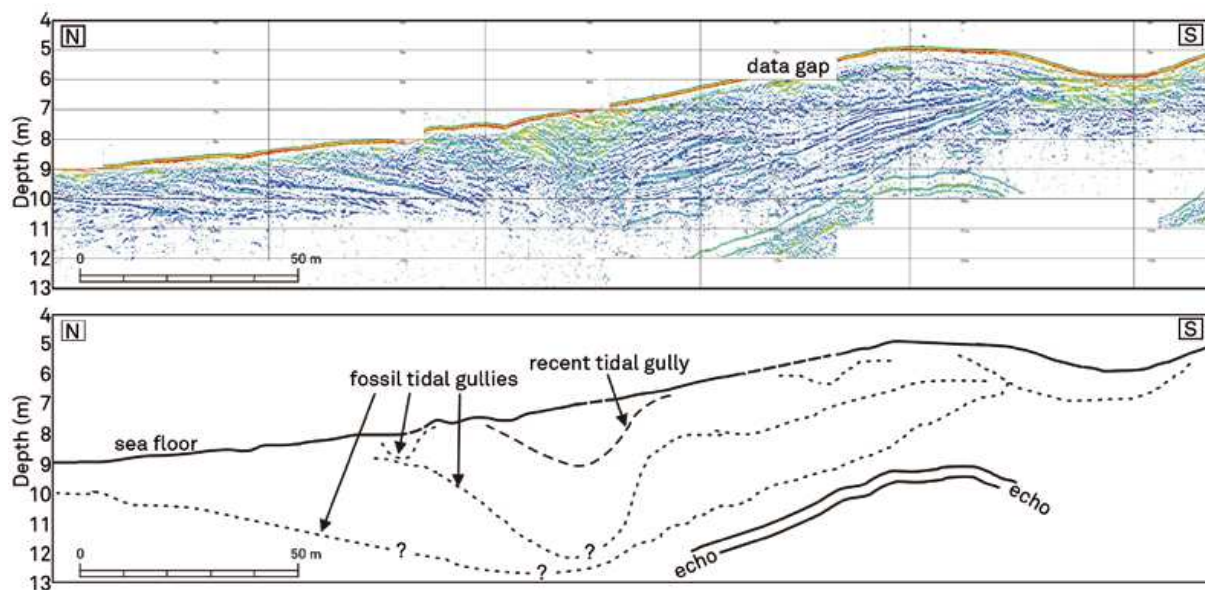 4
N
S
5
data gap
6
7
8
Depth (m)
9
10
11
0
50 m
12
13
4
N
S
5
recent tidal gully
fossil tidal gullies
6
7
8
Depth (m)
sea floor
9
10
echo
11
0
50 m
?
?
12
echo
?
13